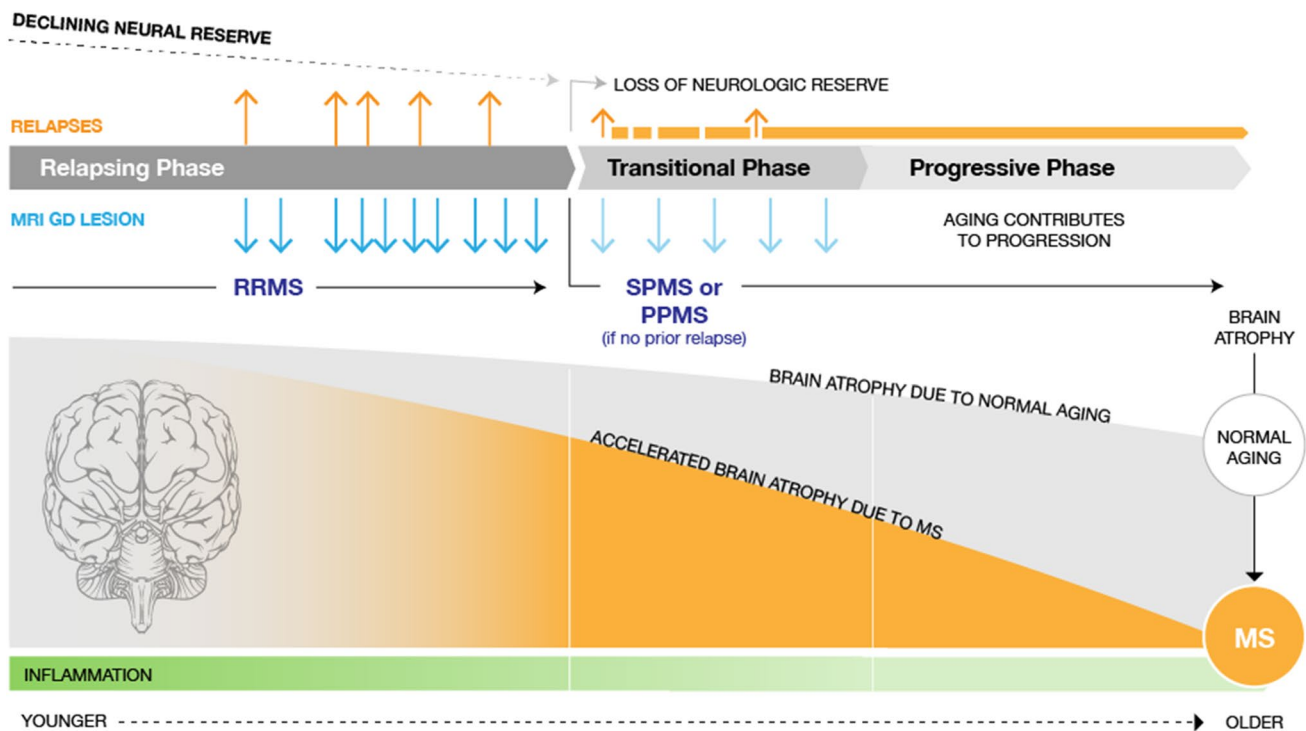 DECLINING NEURAL RESERVE
LOSS OF NEUROLOGIC RESERVE
RELAPSES
Relapsing Phase
Transitional Phase
Progressive Phase
MRI GD LESION
AGING CONTRIBUTES
TO PROGRESSION
RRMS
SPMS or
PPMS
(if no prior relapse)
BRAIN
ATROPHY
BRAIN ATROPHY DUE TO NORMAL AGING
NORMAL
AGING
ACCELERATED BRAIN ATROPHY DUE TO MS
MS
INFLAMMATION
YOUNGER
OLDER